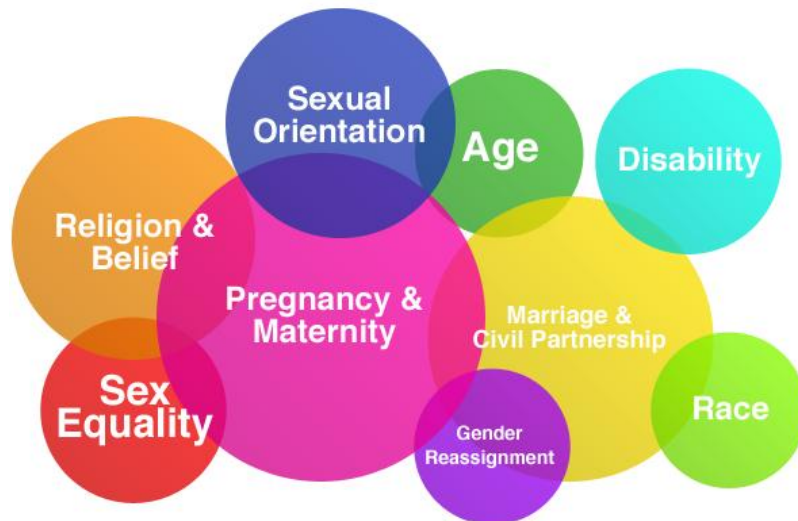 Sexual
Orientation
Age
Disability
Religion &
Belief
Pregnancy &
Maternity
Marriage &
Civil Partnership
Sex
Equality
Gender
Reassignment
Race